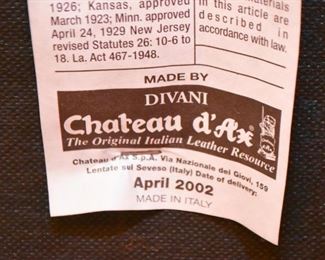 1926; Kansas, approved
March 1923; Minn. approved
April 24, 1929 New Jersey
revised Statutes 26: 10-6 to
18. La. Act 467-1948.
in this article are
described in
accordance with law.
MADE BY
DIVANI
Chateau d'Ax
The Original Italian Leather Resource
Chateau d'Ax S.p.A. Via Nazionale dei Giovi, 159
Lentate sul Seveso (Italy) Date of delivery:
April 2002
MADE IN ITALY